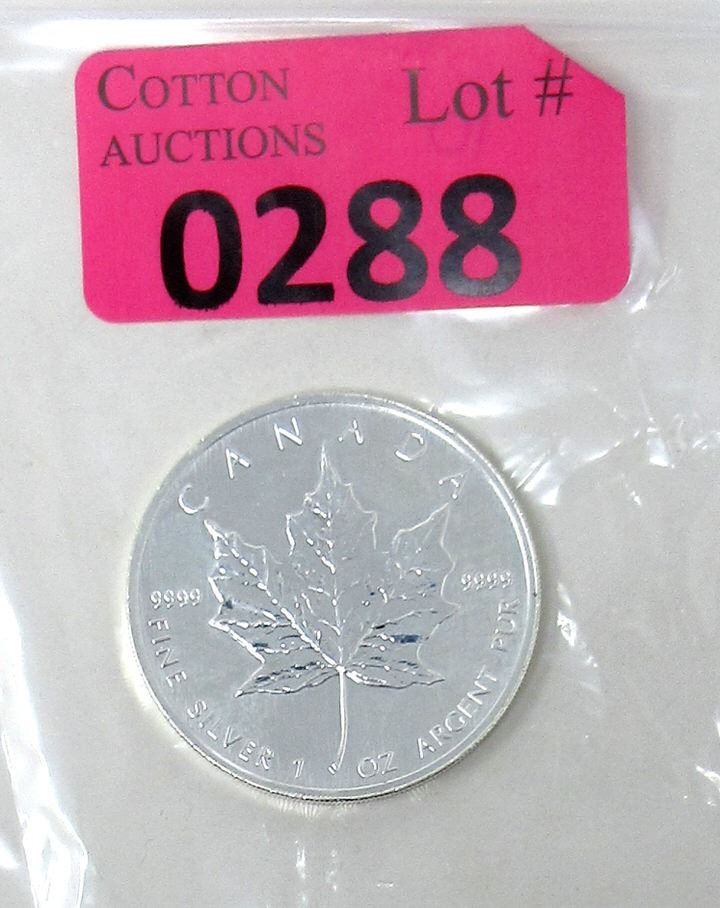 COTTON
AUCTIONS
Lot #
0288
CANADA
9999
9999
FINE SILVER 1 OZ ARGENT PUR